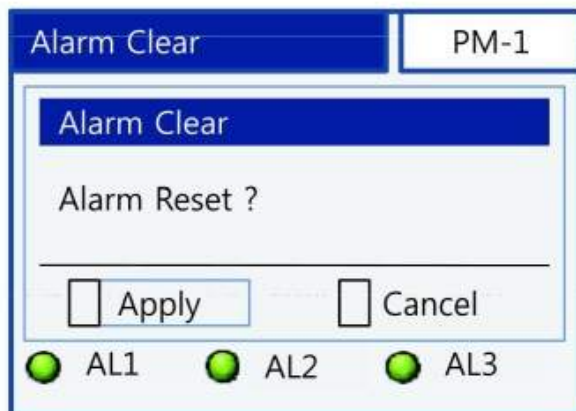 Alarm Clear PM-1
Alarm Clear
Alarm Reset ?
Apply Cancel
AL1 AL2 AL3